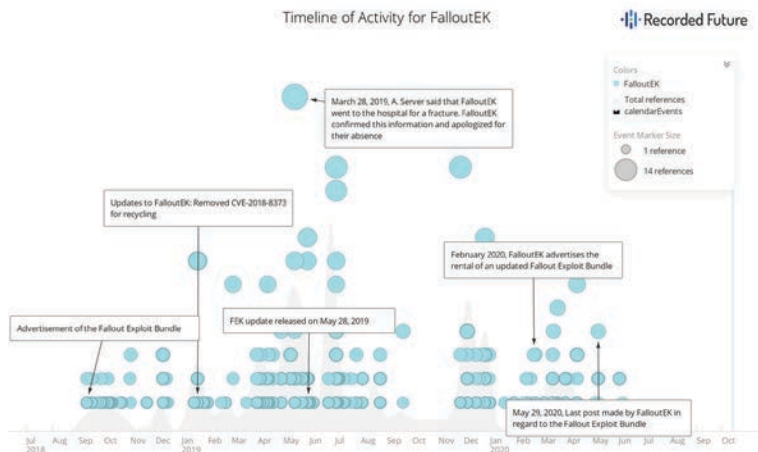 Timeline of Activity for FalloutEK
Recorded Future
Colors
FalloutEK
Total references
calendarEvents
Event Marker Size
1 reference
14 references
March 28, 2019, A. Server said that FalloutEK
went to the hospital for a fracture. FalloutEK
confirmed this information and apologized for
their absence
Updates to FalloutEK: Removed CVE-2018-8373
for recycling
February 2020, FalloutEK advertises the
rental of an updated Fallout Exploit Bundle
Advertisement of the Fallout Exploit Bundle
FEK update released on May 28, 2019
May 29, 2020, Last post made by FalloutEK in
regard to the Fallout Exploit Bundle
Jul Aug Sep Oct Nov Dec Jan Feb Mar Apr May Jun Jul Aug Sep Oct Nov Dec Jan Feb Mar Apr May Jun Jul Aug Sep Oct
2018 2019 2020